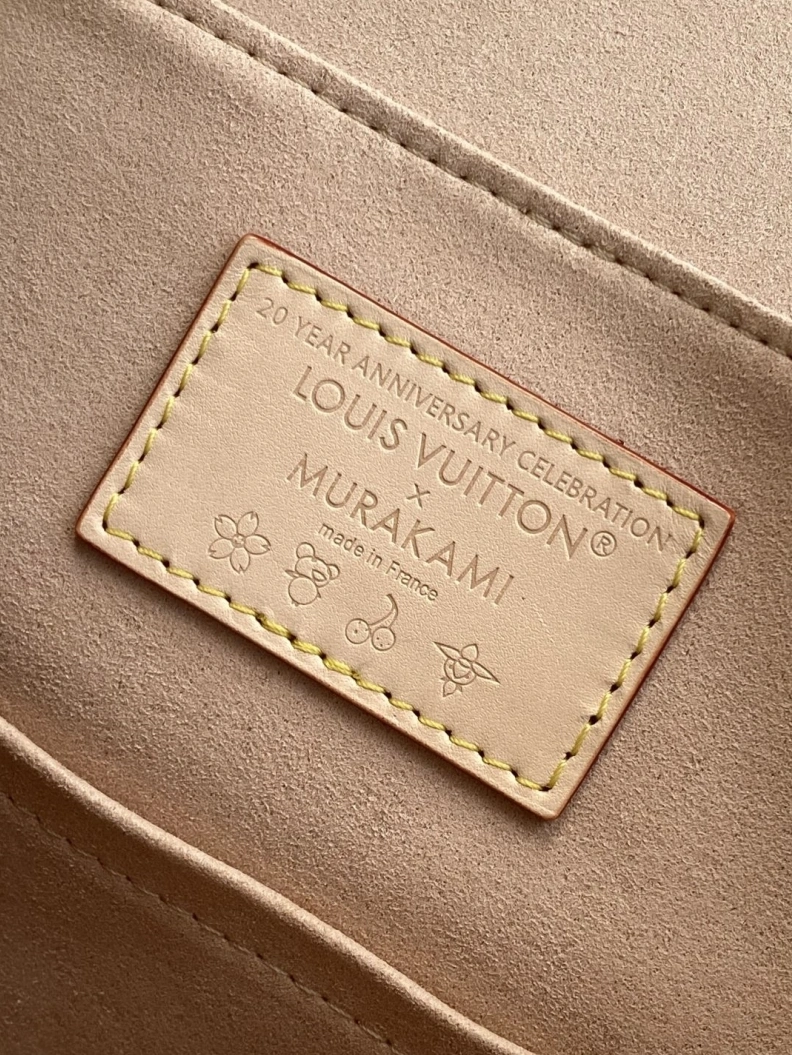 20 YEAR ANNIVERSARY CELEBRATION
LOUIS VUITTON®
×
MURAKAMI
made in France